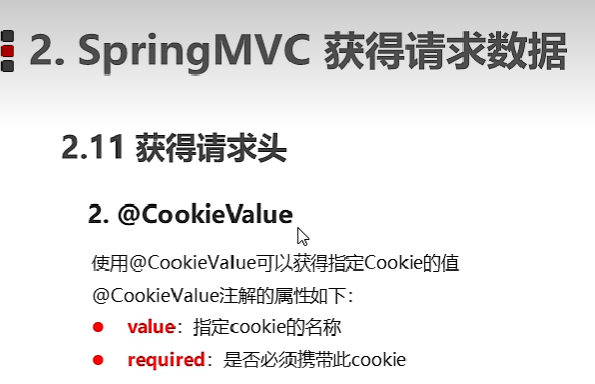 2. SpringMVC 获得请求数据
2.11 获得请求头
2. @CookieValue
使用@CookieValue可以获得指定Cookie的值
@CookieValue注解的属性如下：
value：指定cookie的名称
required：是否必须携带此cookie